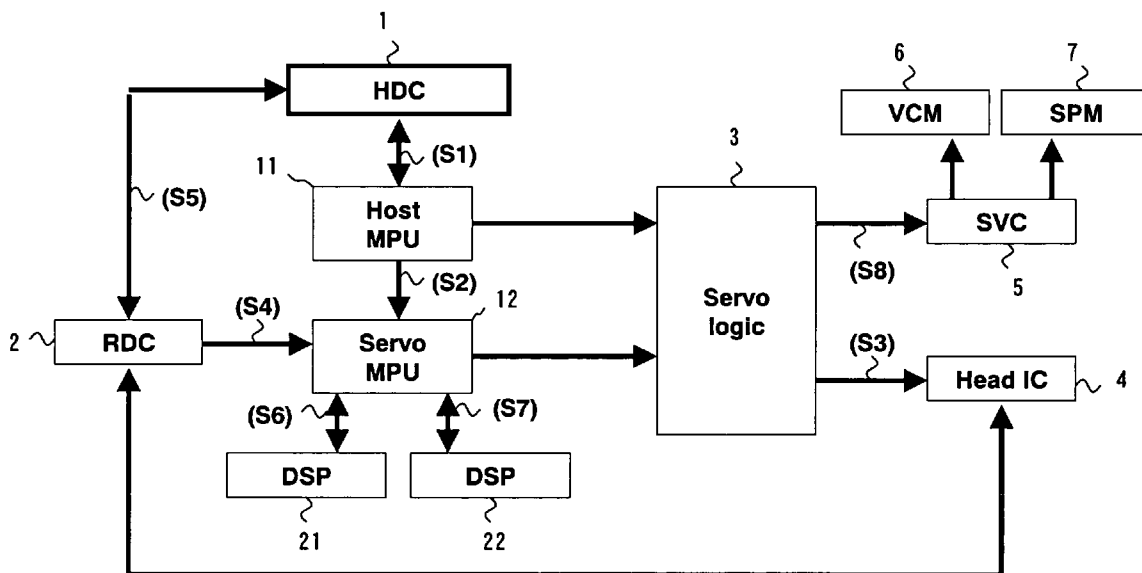 1
HDC
6
7
VCM
SPM
(S1)
11
3
(S5)
Host
MPU
SVC
5
(S8)
(S2)
12
(S4)
2
RDC
Servo
MPU
Servo
logic
(S3)
Head IC
4
(S6)
(S7)
DSP
DSP
21
22